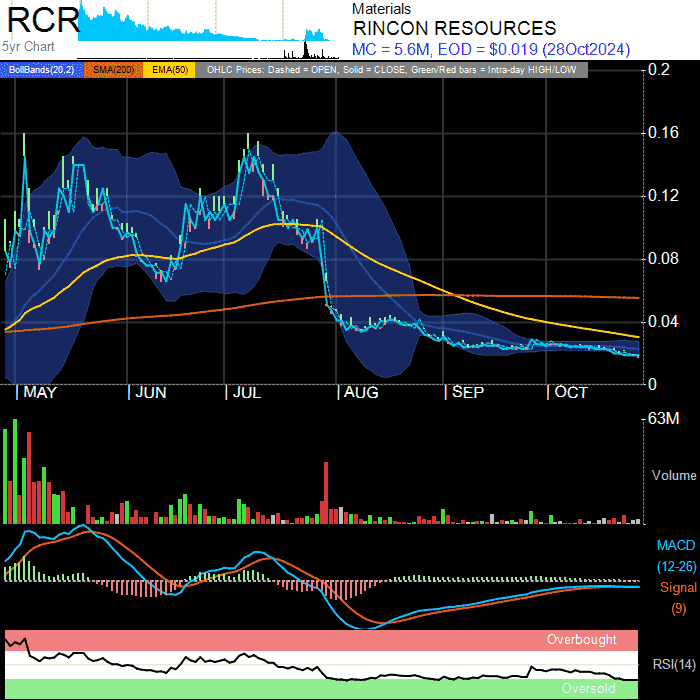 RCR
5yr Chart
Materials
RINCON RESOURCES
MC = 5.6M, EOD = $0.019 (28Oct2024)
BollBands(20,2) SMA(200) EMA(50) OHLC Prices: Dashed = OPEN, Solid = CLOSE, Green/Red bars = Intra-day HIGH/LOW
0.2
0.16
0.12
0.08
0.04
0
MAY JUN JUL AUG SEP OCT
63M
Volume
MACD
(12-26)
Signal
(9)
Overbought
RSI(14)
Oversold